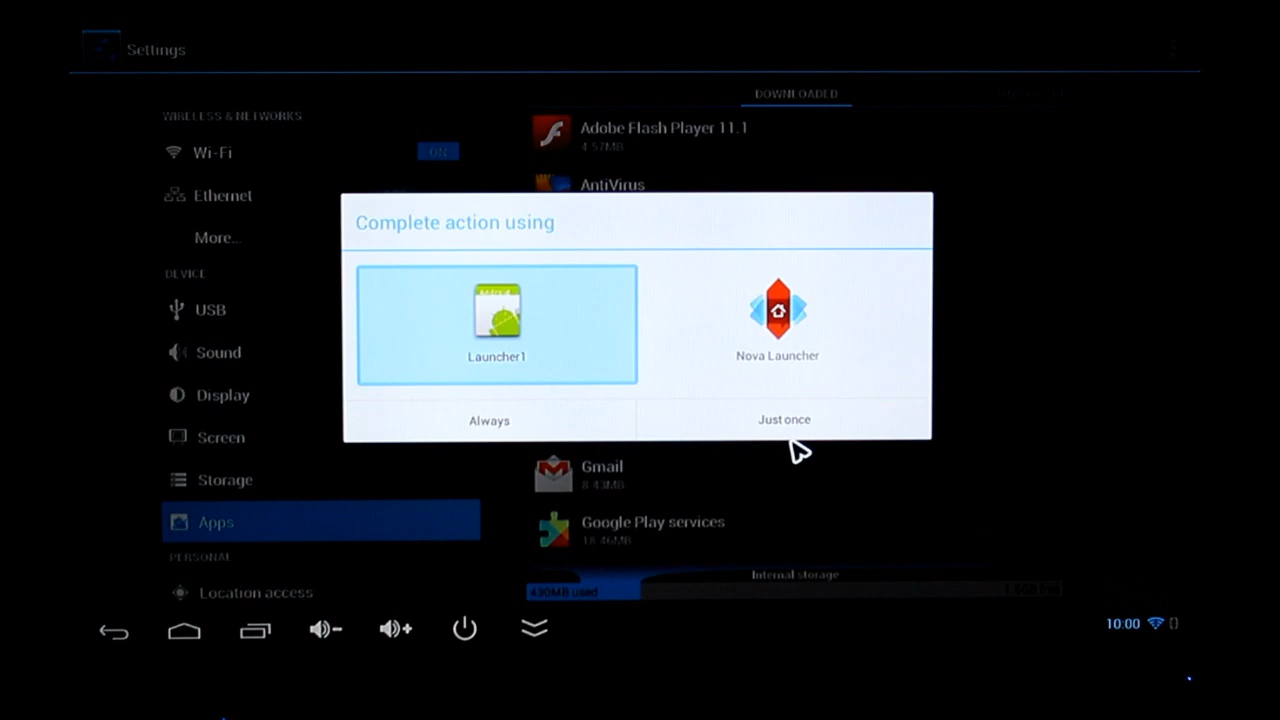 Settings
DOWNLOADED
WIRELESS & NETWORKS
Wi-Fi
ON
Ethernet
More...
DEVICE
USB
Sound
Display
Screen
Storage
Apps
PERSONAL
Location access
Adobe Flash Player 11.1
4.57MB
AntiVirus
Complete action using
Launcher1
Nova Launcher
Always
Just once
Gmail
8.43MB
Google Play services
18.46MB
Internal storage
430MB used
10:00